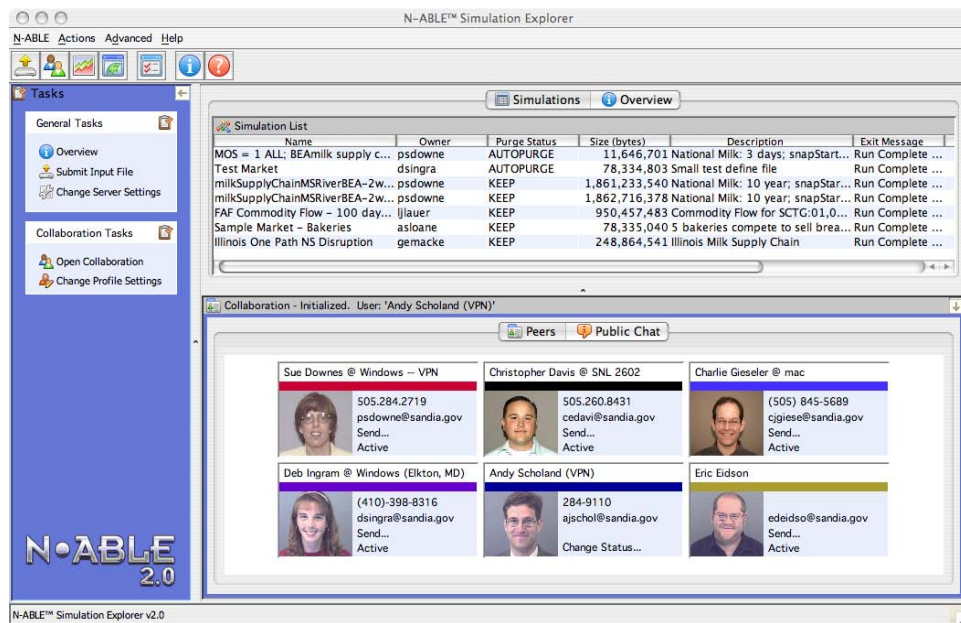 N-ABLE™ Simulation Explorer
N-ABLE Actions Advanced Help
Tasks
General Tasks
Overview
Submit Input File
Change Server Settings
Collaboration Tasks
Open Collaboration
Change Profile Settings
N•ABLE
2.0
Simulations Overview
Simulation List
Name Owner Purge Status Size (bytes) Description Exit Message
MOS = 1 ALL; BEAmilk supply c... psdowne AUTOPURGE 11,646,701 National Milk: 3 days; snapStart... Run Complete ...
Test Market dsingra AUTOPURGE 78,334,803 Small test define file Run Complete ...
milkSupplyChainMSRiverBEA-2w... psdowne KEEP 1,861,233,540 National Milk: 10 year; snapStar... Run Complete ...
milkSupplyChainMSRiverBEA-2w... psdowne KEEP 1,862,716,378 National Milk: 10 year; snapStar... Run Complete ...
FAF Commodity Flow - 100 day... ljlauer KEEP 950,457,483 Commodity Flow for SCTG:01,0... Run Complete ...
Sample Market - Bakeries asloane KEEP 78,335,040 5 bakeries compete to sell brea... Run Complete ...
Illinois One Path NS Disruption gemacke KEEP 248,864,541 Illinois Milk Supply Chain Run Complete ...
Collaboration - Initialized. User: 'Andy Scholand (VPN)'
Peers Public Chat
Sue Downes @ Windows -- VPN
505.284.2719
psdowne@sandia.gov
Send...
Active
Christopher Davis @ SNL 2602
505.260.8431
cedavi@sandia.gov
Send...
Active
Charlie Gieseler @ mac
(505) 845-5689
cjgiese@sandia.gov
Send...
Active
Deb Ingram @ Windows (Elkton, MD)
(410)-398-8316
dsingra@sandia.gov
Send...
Active
Andy Scholand (VPN)
284-9110
ajschol@sandia.gov
Change Status...
Eric Eidson
edeidso@sandia.gov
Send...
Active
N-ABLE™ Simulation Explorer v2.0